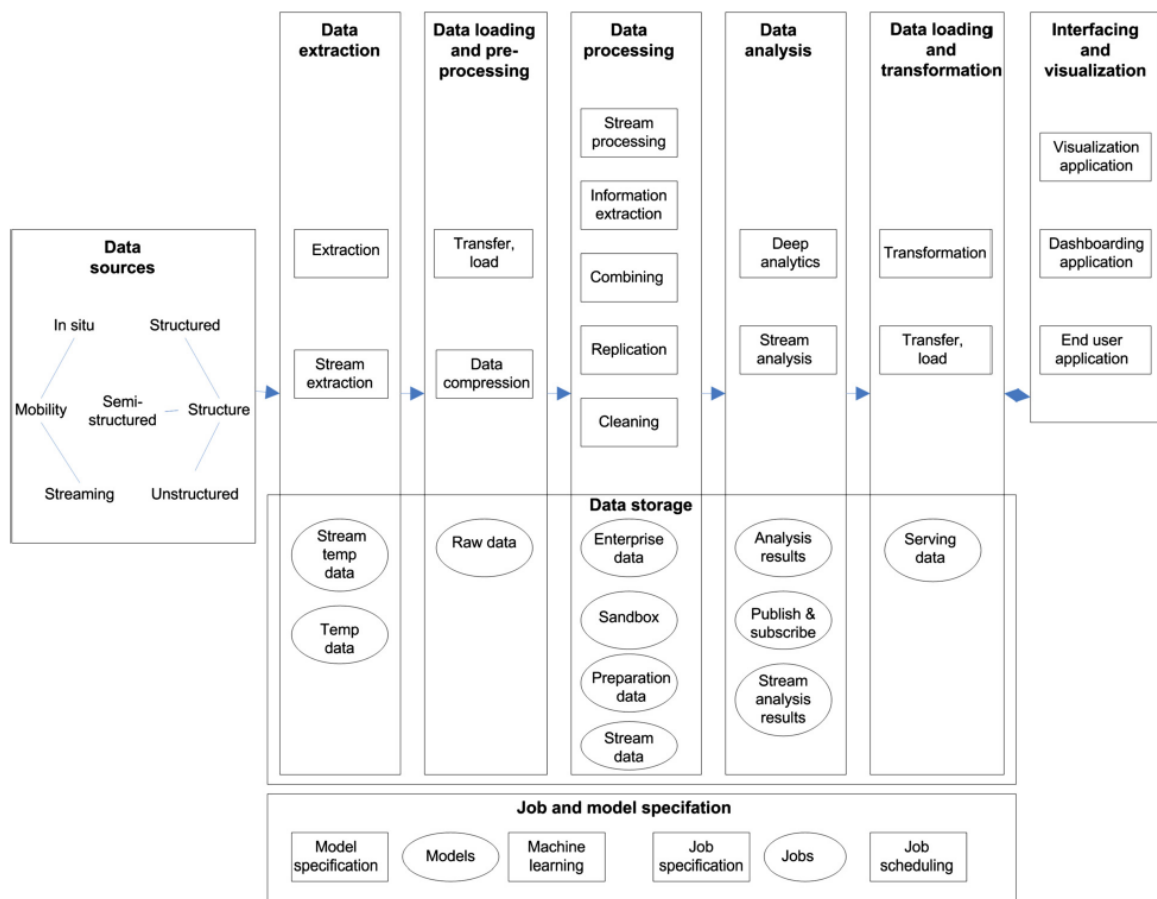 Data
extraction
Data loading
and pre-
processing
Data
processing
Data
analysis
Data loading
and
transformation
Interfacing
and
visualization
Data
sources
In situ
Structured
Mobility
Semi-
structured
Structure
Streaming
Unstructured
Extraction
Stream
extraction
Transfer,
load
Data
compression
Stream
processing
Information
extraction
Combining
Replication
Cleaning
Deep
analytics
Stream
analysis
Transformation
Transfer,
load
Visualization
application
Dashboarding
application
End user
application
Data storage
Stream
temp
data
Temp
data
Raw data
Enterprise
data
Sandbox
Preparation
data
Stream
data
Analysis
results
Publish &
subscribe
Stream
analysis
results
Serving
data
Job and model specifation
Model
specification
Models
Machine
learning
Job
specification
Jobs
Job
scheduling